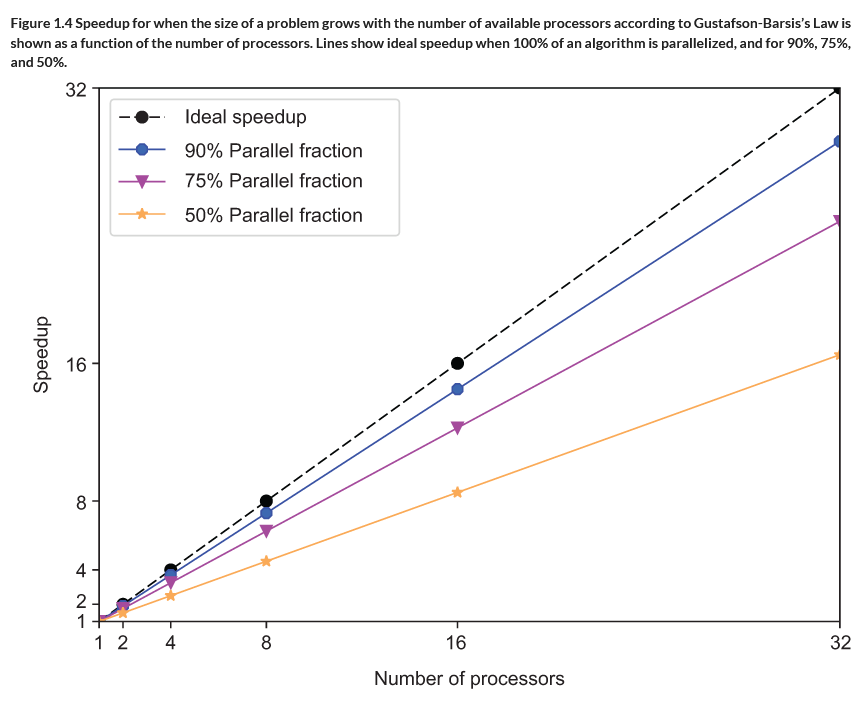 Figure 1.4 Speedup for when the size of a problem grows with the number of available processors according to Gustafson-Barsis's Law is
shown as a function of the number of processors. Lines show ideal speedup when 100% of an algorithm is parallelized, and for 90%, 75%,
and 50%.
32
Ideal speedup
90% Parallel fraction
75% Parallel fraction
50% Parallel fraction
Speedup
16
8
4
2
1
1 2 4 8 16 32
Number of processors